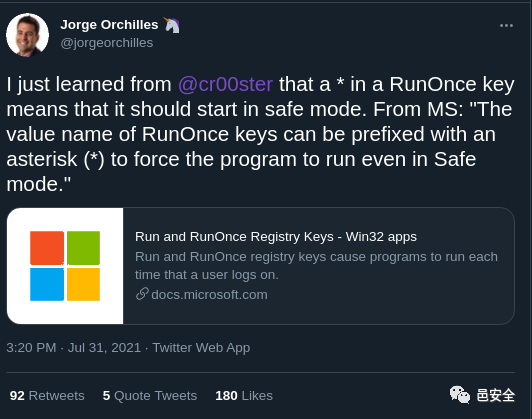 Jorge Orchilles 🦄
@jorgeorchilles
I just learned from @cr00ster that a * in a RunOnce key
means that it should start in safe mode. From MS: "The
value name of RunOnce keys can be prefixed with an
asterisk (*) to force the program to run even in Safe
mode."
Run and RunOnce Registry Keys - Win32 apps
Run and RunOnce registry keys cause programs to run each
time that a user logs on.
docs.microsoft.com
3:20 PM · Jul 31, 2021 · Twitter Web App
92 Retweets 5 Quote Tweets 180 Likes
邑安全